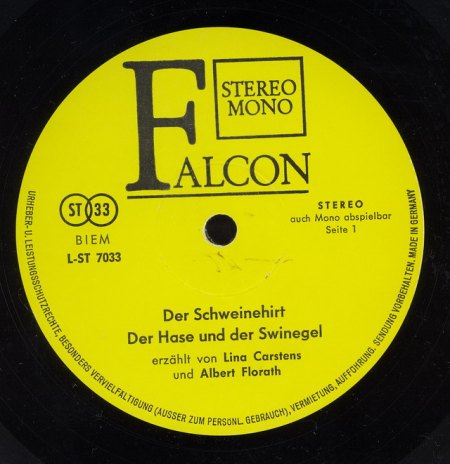 STEREO
MONO
FALCON
ST 33
BIEM
L-ST 7033
STEREO
auch Mono abspielbar
Seite 1
Der Schweinehirt
Der Hase und der Swinegel
erzählt von Lina Carstens
und Albert Florath
URHEBER- U. LEISTUNGSSCHUTZRECHTE, BESONDERS VERVIELFÄLTIGUNG (AUSSER ZUM PERSÖNL. GEBRAUCH), VERMIETUNG, AUFFÜHRUNG, SENDUNG VORBEHALTEN. MADE IN GERMANY